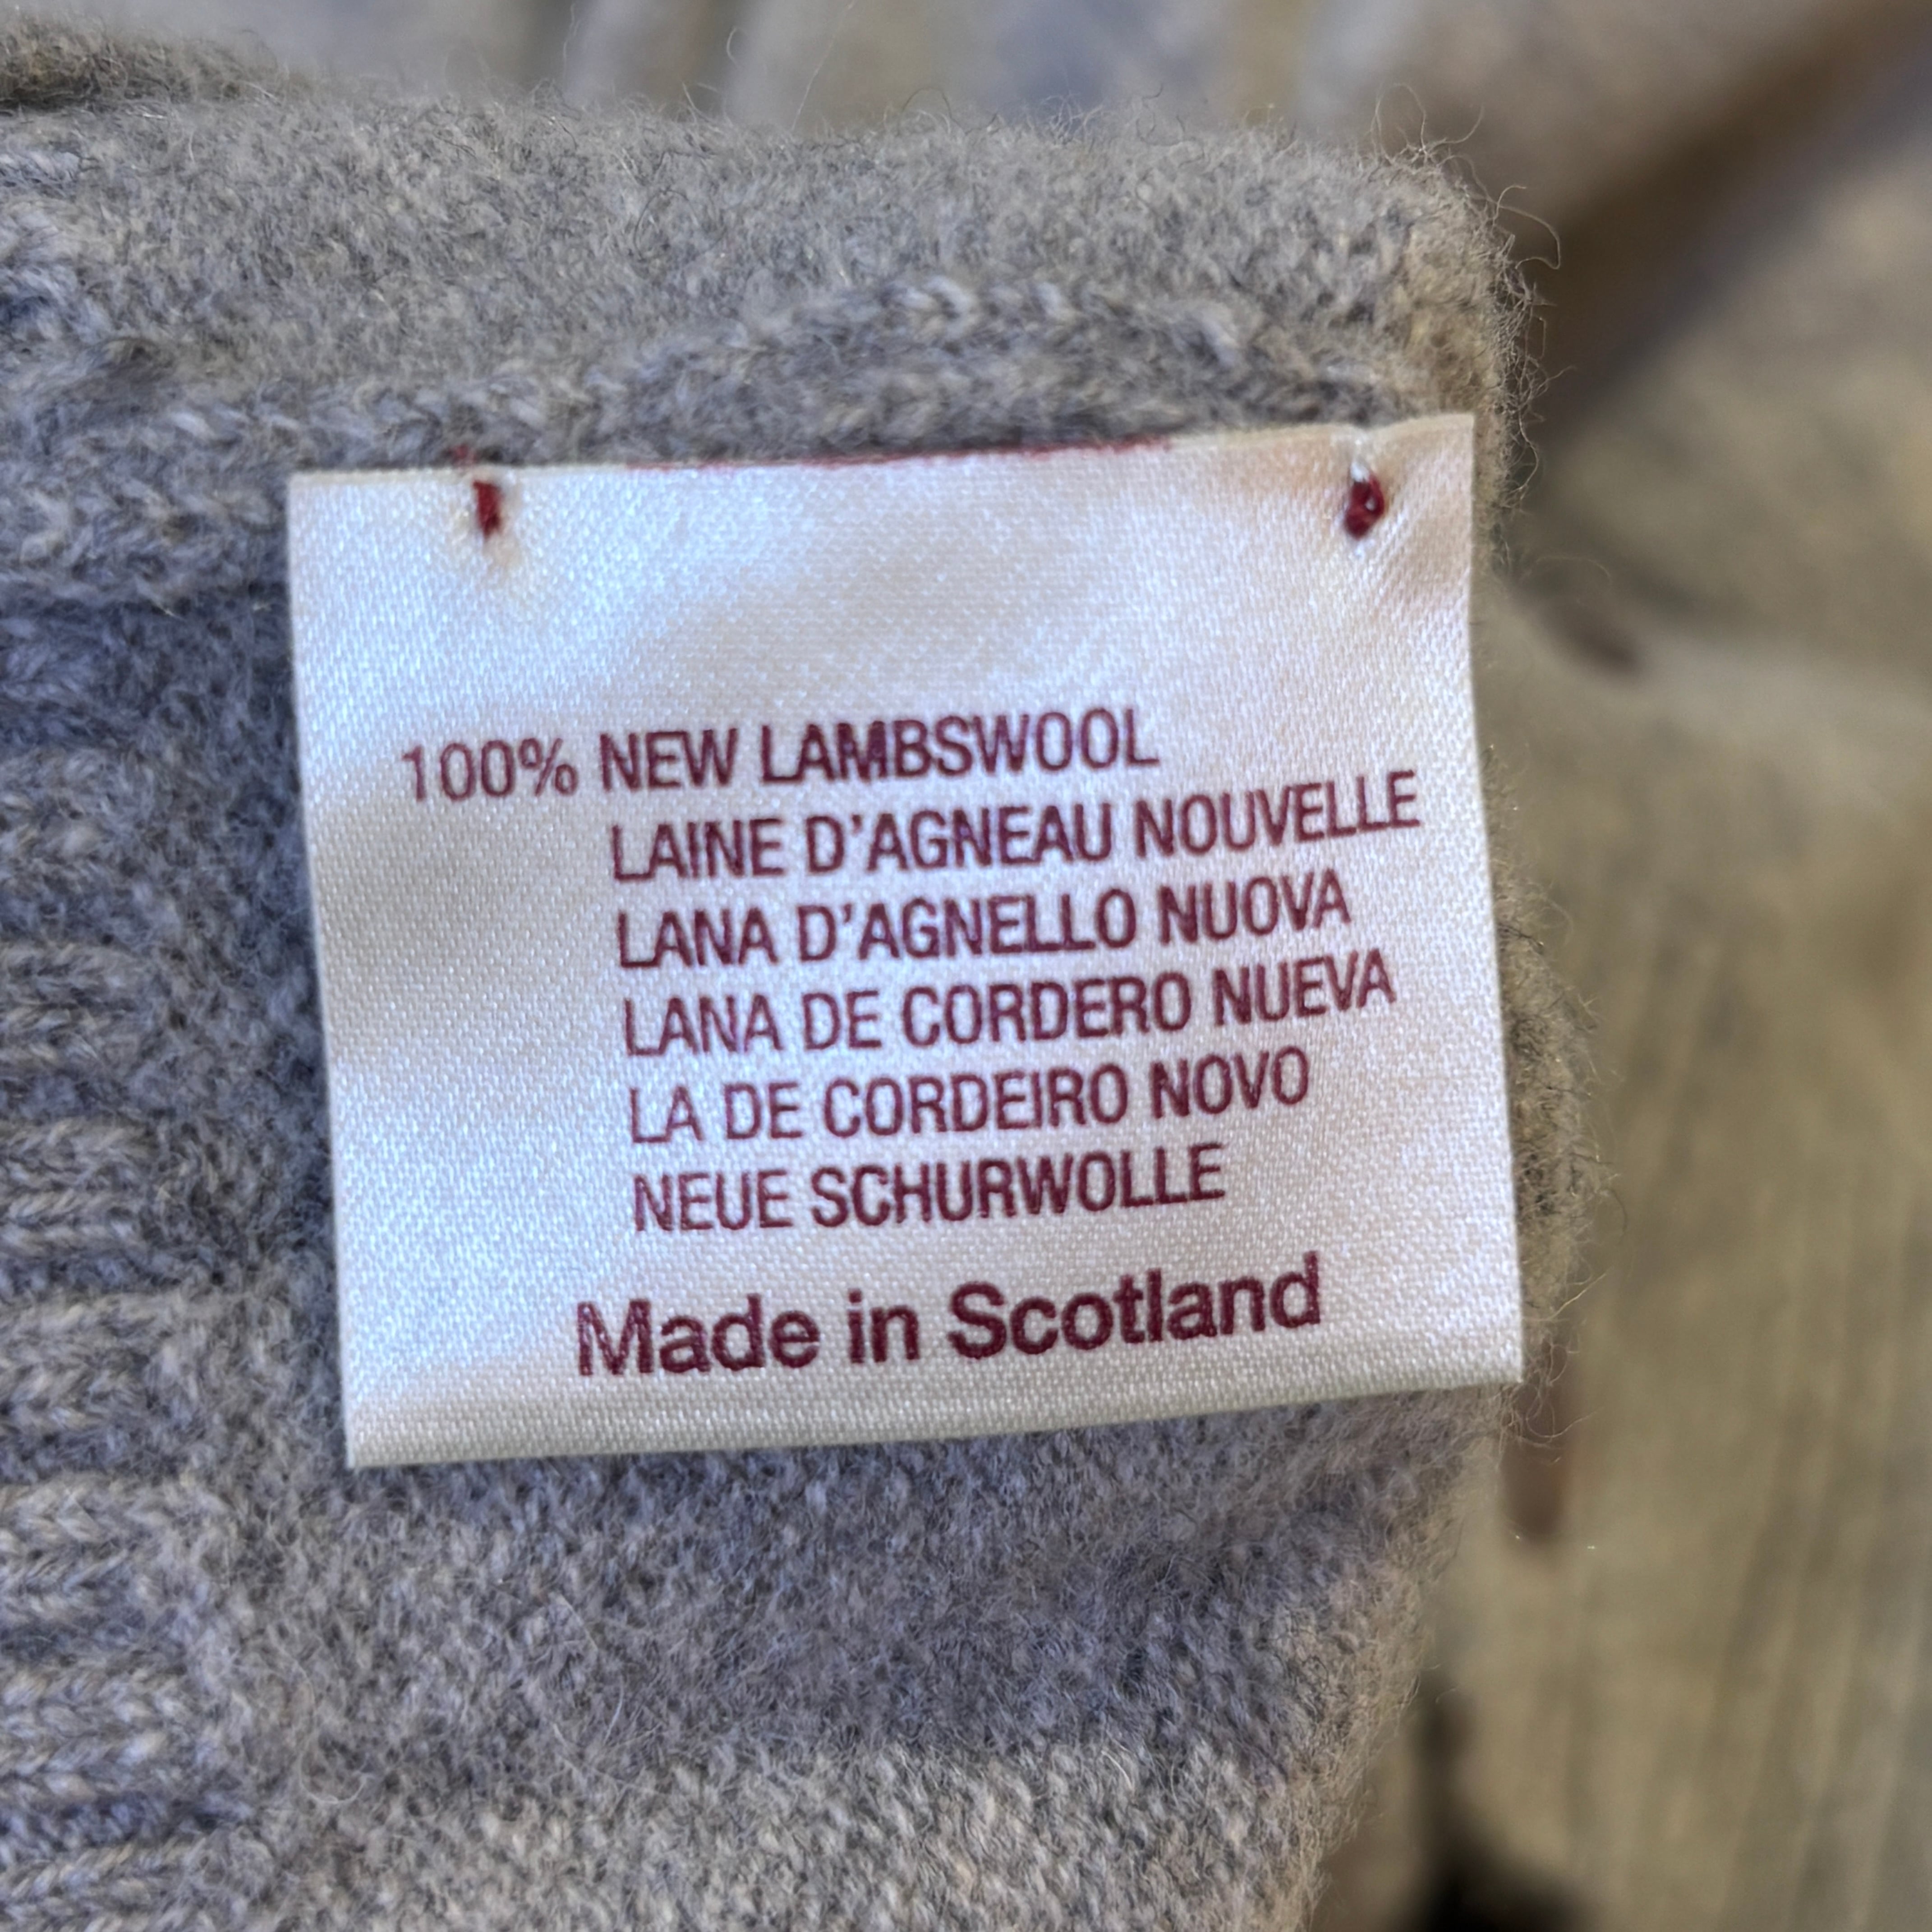 100% NEW LAMBSWOOL
LAINE D'AGNEAU NOUVELLE
LANA D'AGNELLO NUOVA
LANA DE CORDERO NUEVA
LA DE CORDEIRO NOVO
NEUE SCHURWOLLE
Made in Scotland